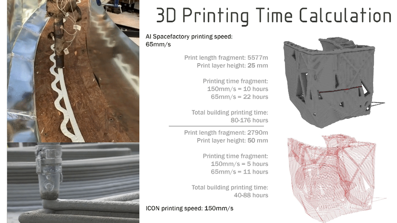 3D Printing Time Calculation
AI Spacefactory printing speed:
65mm/s
Print length fragment: 5577m
Print layer height: 25 mm
Printing time fragment:
150mm/s = 10 hours
65mm/s = 22 hours
Total building printing time:
80-176 hours
Print length fragment: 2790m
Print layer height: 50 mm
Printing time fragment:
150mm/s = 5 hours
65mm/s = 11 hours
Total building printing time:
40-88 hours
ICON printing speed: 150mm/s